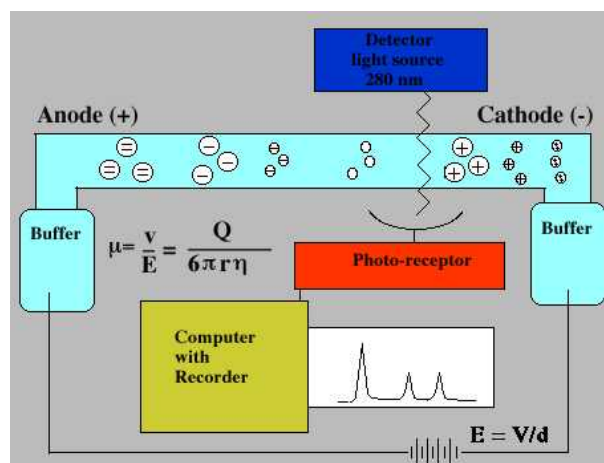 Detector
light source
280 nm
Anode (+)
Cathode (-)
= = =
- - -
- - -
+ + +
+ + +
Buffer
Buffer
μ= v/E = Q/6πrη
Photo-receptor
Computer
with
Recorder
E = V/d